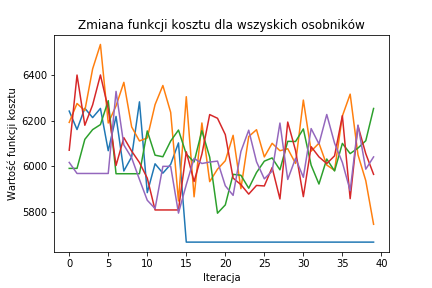 Zmiana funkcji kosztu dla wszyskich osobników
Wartość funkcji kosztu
6400
6200
6000
5800
0 5 10 15 20 25 30 35 40
Iteracja